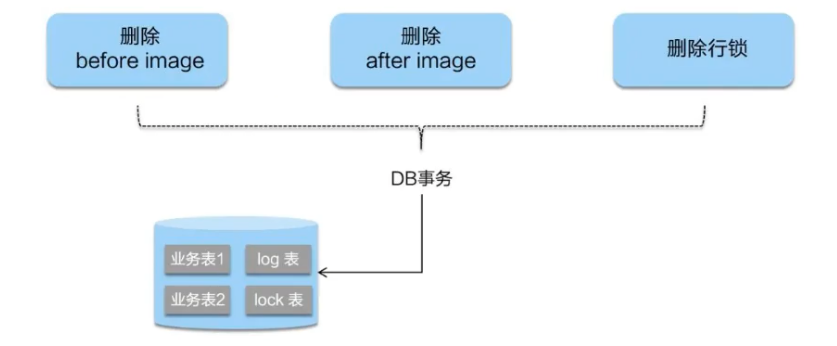 删除
before image
删除
after image
删除行锁
DB事务
业务表1
log 表
业务表2
lock 表